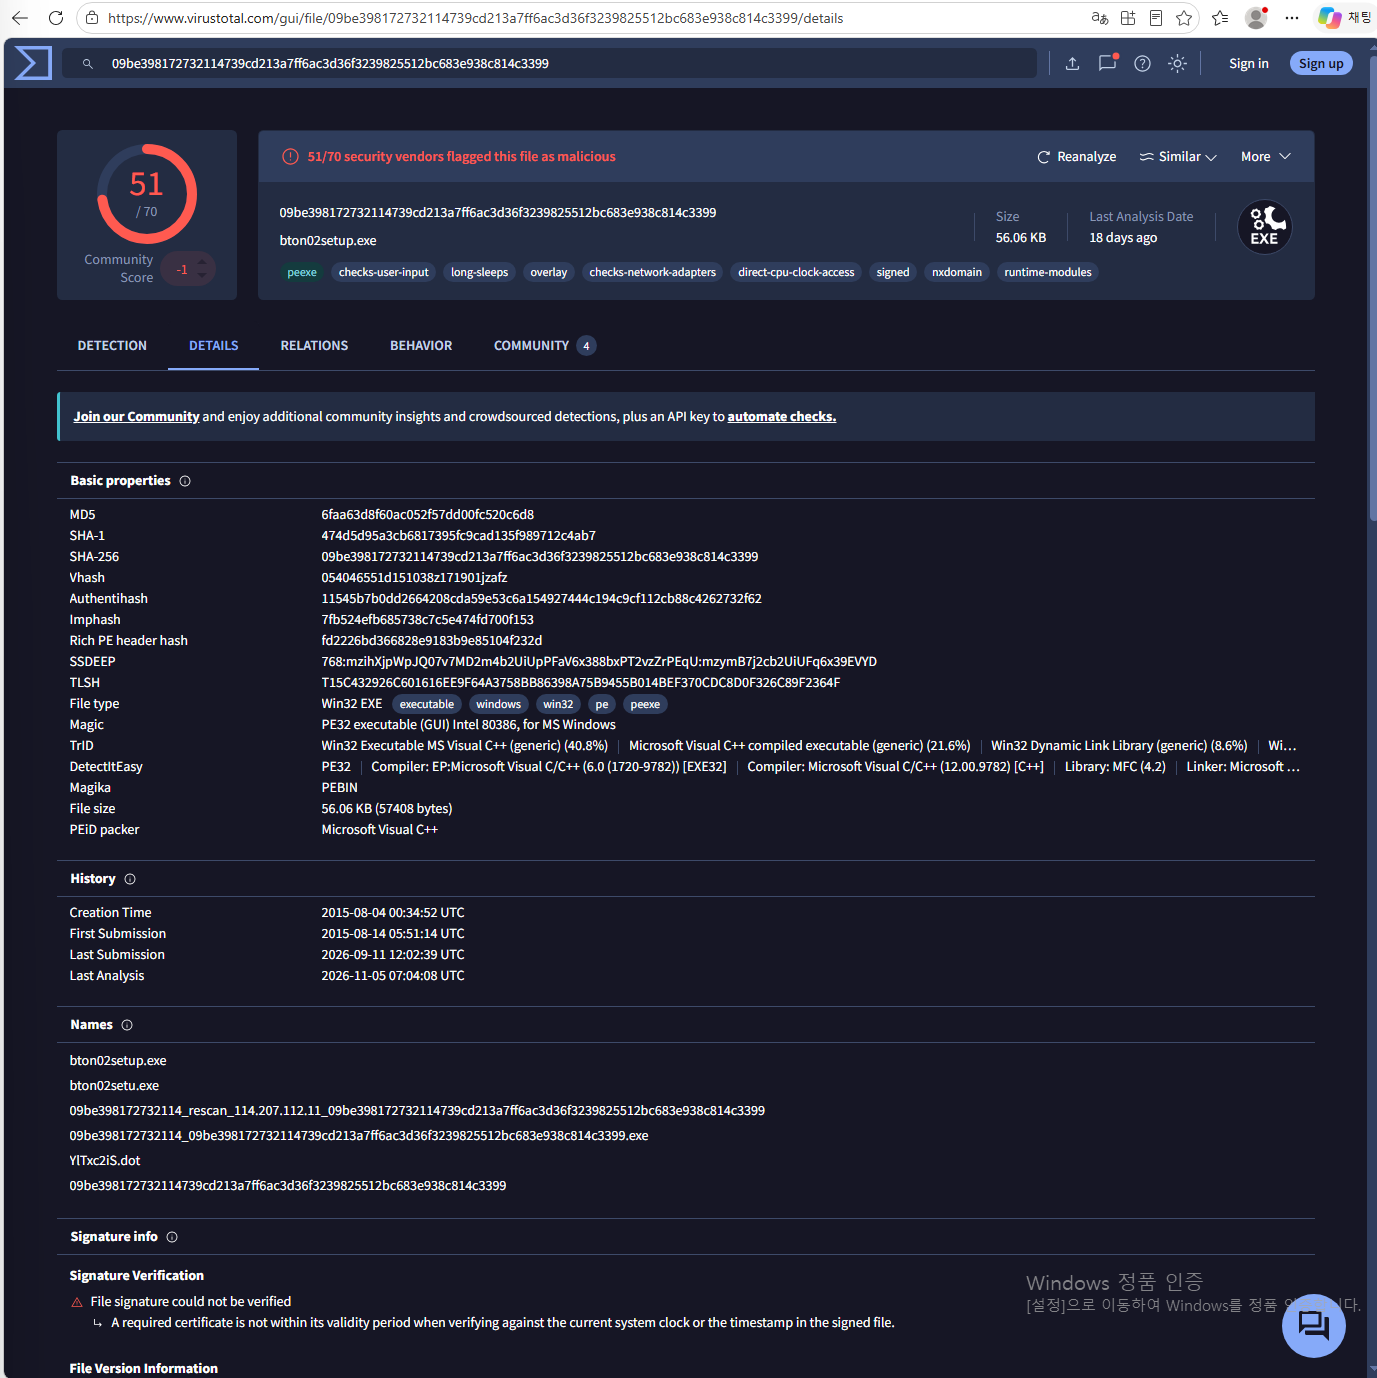 https://www.virustotal.com/gui/file/09be398172732114739cd213a7ff6ac3d36f3239825512bc683e938c814c3399/details
채팅
09be398172732114739cd213a7ff6ac3d36f3239825512bc683e938c814c3399
Sign in
Sign up
51
/ 70
Community
Score
-1
51/70 security vendors flagged this file as malicious
Reanalyze
Similar
More
09be398172732114739cd213a7ff6ac3d36f3239825512bc683e938c814c3399
bton02setup.exe
Size
56.06 KB
Last Analysis Date
18 days ago
EXE
peexe checks-user-input long-sleeps overlay checks-network-adapters direct-cpu-clock-access signed nxdomain runtime-modules
DETECTION DETAILS RELATIONS BEHAVIOR COMMUNITY 4
Join our Community and enjoy additional community insights and crowdsourced detections, plus an API key to automate checks.
Basic properties
MD5 6faa63d8f60ac052f57dd00fc520c6d8
SHA-1 474d5d95a3cb6817395fc9cad135f989712c4ab7
SHA-256 09be398172732114739cd213a7ff6ac3d36f3239825512bc683e938c814c3399
Vhash 054046551d151038z171901jzafz
Authentihash 11545b7b0dd2664208cda59e53c6a154927444c194c9cf112cb88c4262732f62
Imphash 7fb524efb685738c7c5e474fd700f153
Rich PE header hash fd2226bd366828e9183b9e85104f232d
SSDEEP 768:mzihXjpWpJQ07v7MD2m4b2UiUpPFaV6x388bxPT2vzZrPEqU:mzymB7j2cb2UiUFq6x39EVYD
TLSH T15C432926C601616EE9F64A3758BB86398A75B9455B014BEF370CDC8D0F326C89F2364F
File type Win32 EXE executable windows win32 pe peexe
Magic PE32 executable (GUI) Intel 80386, for MS Windows
TrID Win32 Executable MS Visual C++ (generic) (40.8%) Microsoft Visual C++ compiled executable (generic) (21.6%) Win32 Dynamic Link Library (generic) (8.6%) Wi...
DetectItEasy PE32 Compiler: EP:Microsoft Visual C/C++ (6.0 (1720-9782)) [EXE32] Compiler: Microsoft Visual C/C++ (12.00.9782) [C++] Library: MFC (4.2) Linker: Microsoft ...
Magika PEBIN
File size 56.06 KB (57408 bytes)
PEiD packer Microsoft Visual C++
History
Creation Time 2015-08-04 00:34:52 UTC
First Submission 2015-08-14 05:51:14 UTC
Last Submission 2026-09-11 12:02:39 UTC
Last Analysis 2026-11-05 07:04:08 UTC
Names
bton02setup.exe
bton02setu.exe
09be398172732114_rescan_114.207.112.11_09be398172732114739cd213a7ff6ac3d36f3239825512bc683e938c814c3399
09be398172732114_09be398172732114739cd213a7ff6ac3d36f3239825512bc683e938c814c3399.exe
YlTxc2iS.dot
09be398172732114739cd213a7ff6ac3d36f3239825512bc683e938c814c3399
Signature info
Signature Verification
File signature could not be verified
A required certificate is not within its validity period when verifying against the current system clock or the timestamp in the signed file.
Windows 정품 인증
[설정]으로 이동하여 Windows를 정품
File Version Information